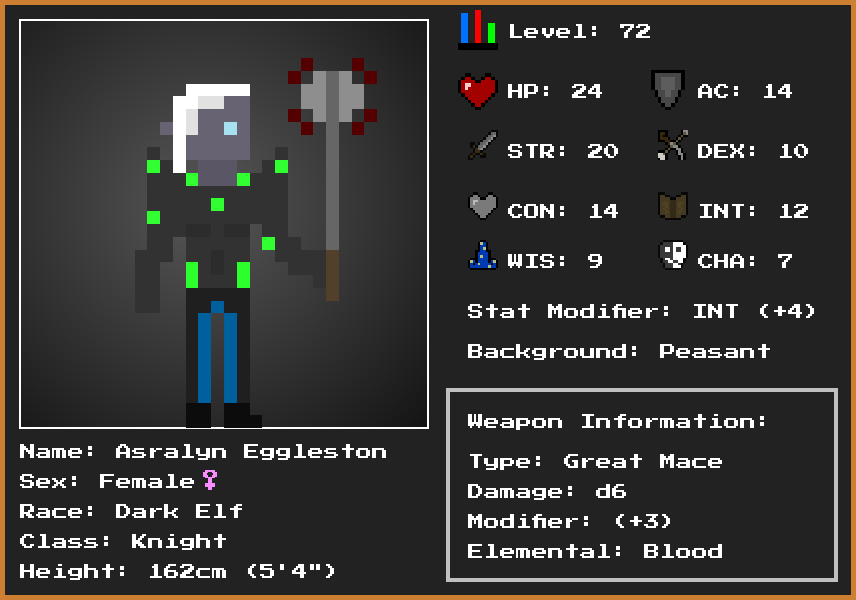 Level: 72
HP: 24 AC: 14
STR: 20 DEX: 10
CON: 14 INT: 12
WIS: 9 CHA: 7
Stat Modifier: INT (+4)
Background: Peasant
Weapon Information:
Type: Great Mace
Damage: d6
Modifier: (+3)
Elemental: Blood
Name: Asralyn Eggleston
Sex: Female♀
Race: Dark Elf
Class: Knight
Height: 162cm (5'4")